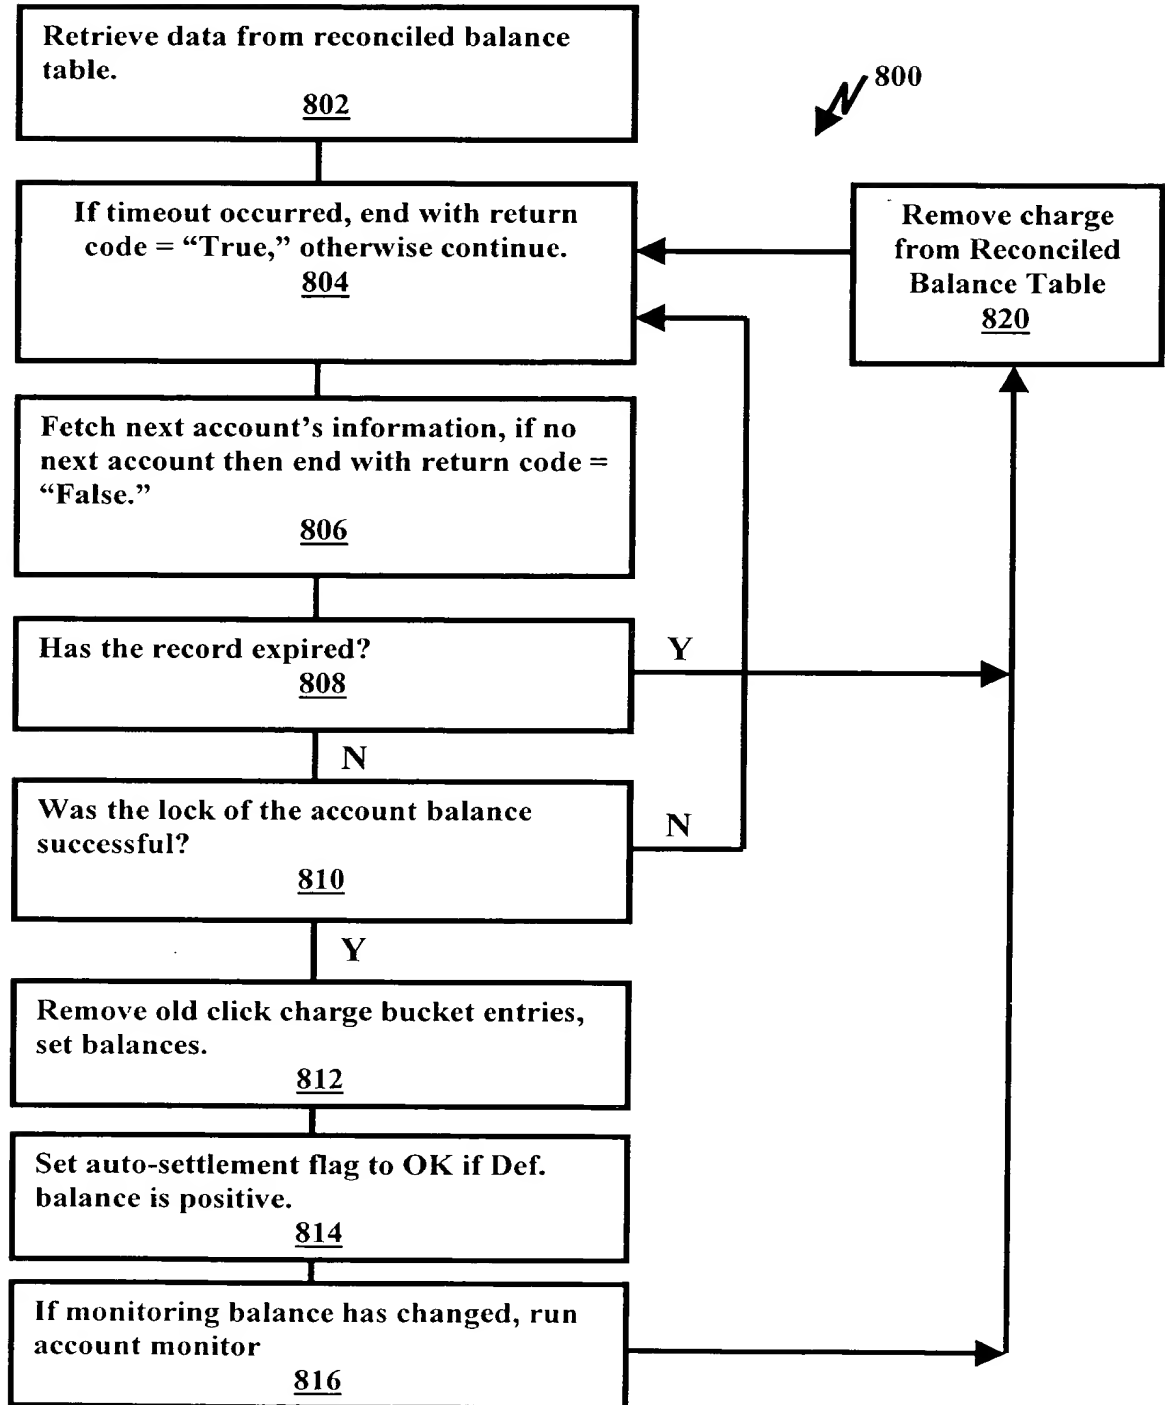 Retrieve data from reconciled balance
table.
802
800
If timeout occurred, end with return
code = “True,” otherwise continue.
804
Remove charge
from Reconciled
Balance Table
820
Fetch next account’s information, if no
next account then end with return code =
“False.”
806
Has the record expired?
808
Y
N
Was the lock of the account balance
successful?
810
N
Y
Remove old click charge bucket entries,
set balances.
812
Set auto-settlement flag to OK if Def.
balance is positive.
814
If monitoring balance has changed, run
account monitor
816